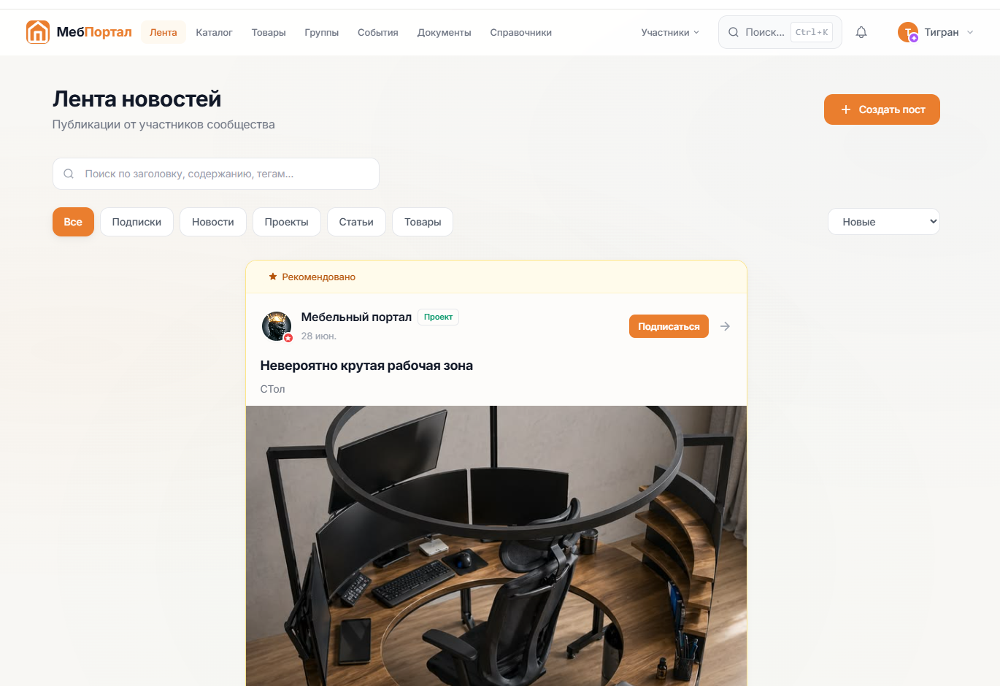 МебПортал
Лента
Каталог
Товары
Группы
События
Документы
Справочники
Участники
Поиск...
Ctrl+K
Т
Тигран
Лента новостей
Публикации от участников сообщества
Создать пост
Поиск по заголовку, содержанию, тегам...
Все
Подписки
Новости
Проекты
Статьи
Товары
Новые
Рекомендовано
Мебельный портал
Проект
28 июн.
Подписаться
Невероятно крутая рабочая зона
СТол